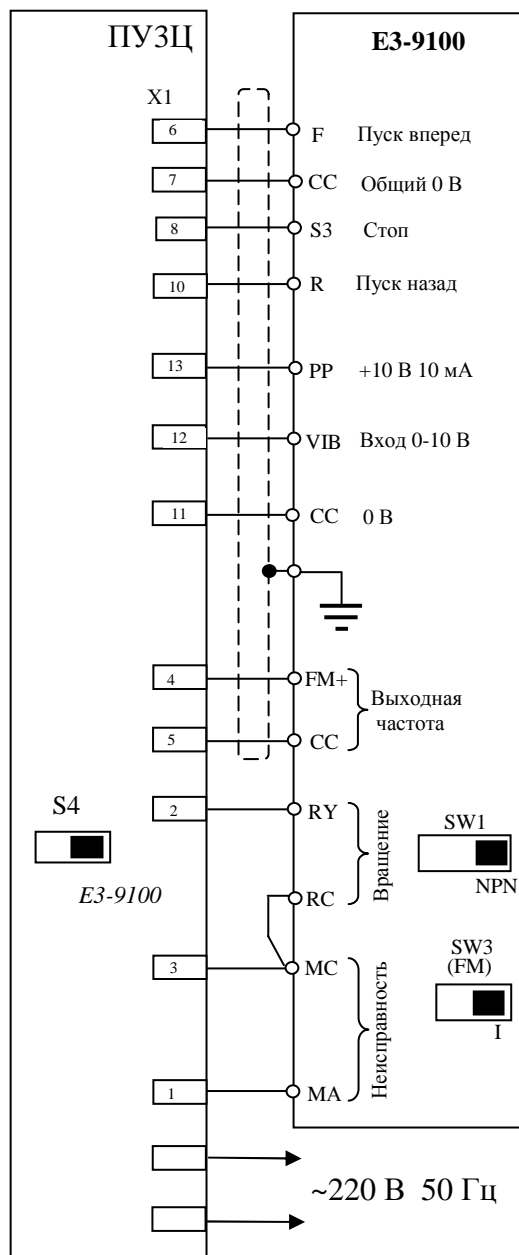 ПУЗЦ
Е3-9100
X1
6 F Пуск вперед
7 CC Общий 0 В
8 S3 Стоп
10 R Пуск назад
13 PP +10 В 10 мА
12 VIB Вход 0-10 В
11 CC 0 В
4 FM+
Выходная
частота
5 CC
S4
2 RY
SW1
NPN
Вращение
E3-9100
RC
3 MC
SW3
(FM)
I
Неисправность
1 MA
~220 В 50 Гц